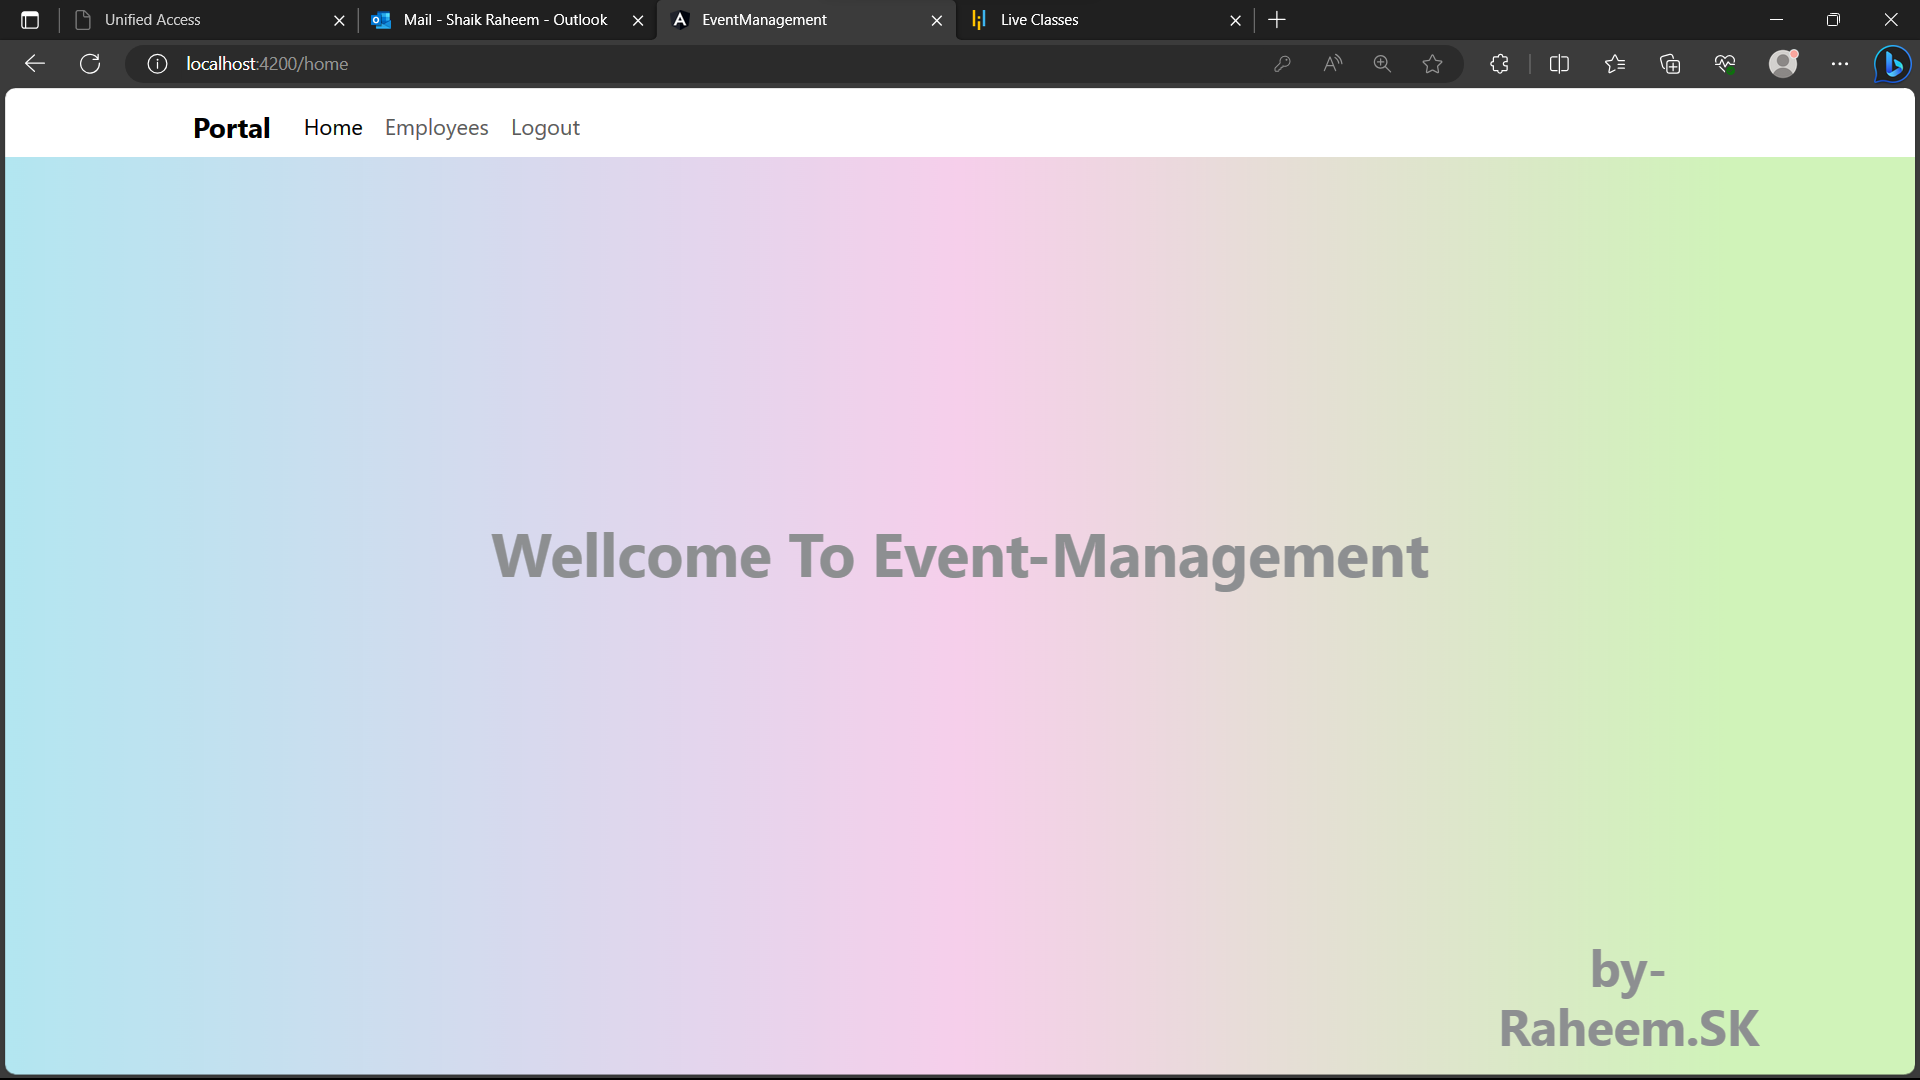 Unified Access
Mail - Shaik Raheem - Outlook
EventManagement
Live Classes
localhost:4200/home
Portal Home Employees Logout
Wellcome To Event-Management
by-
Raheem.SK